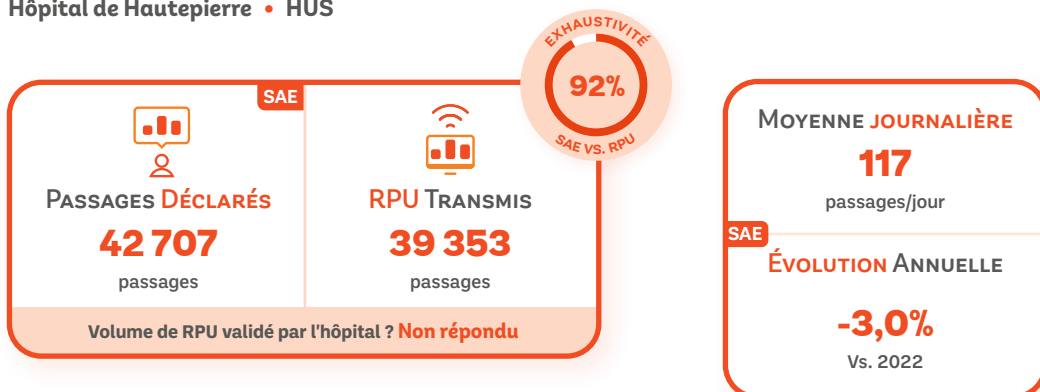 Hôpital de Hautepierre • HUS
EXHAUSTIVITÉ
92%
SAE VS. RPU
SAE
Passages Déclarés
42 707
passages
RPU Transmis
39 353
passages
Volume de RPU validé par l'hôpital ? Non répondu
Moyenne journalière
117
passages/jour
SAE
Évolution Annuelle
-3,0%
Vs. 2022